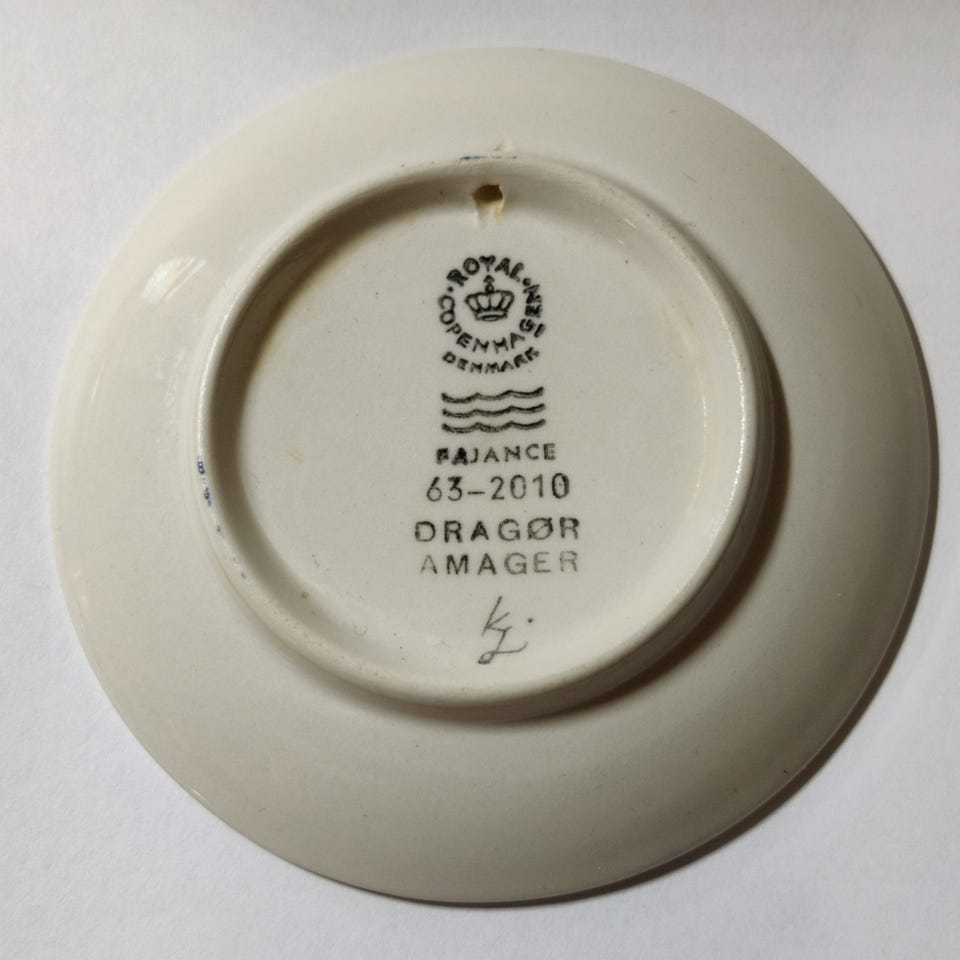 ROYAL
COPENHAGEN
DENMARK
FAJANCE
63-2010
DRAGØR
AMAGER